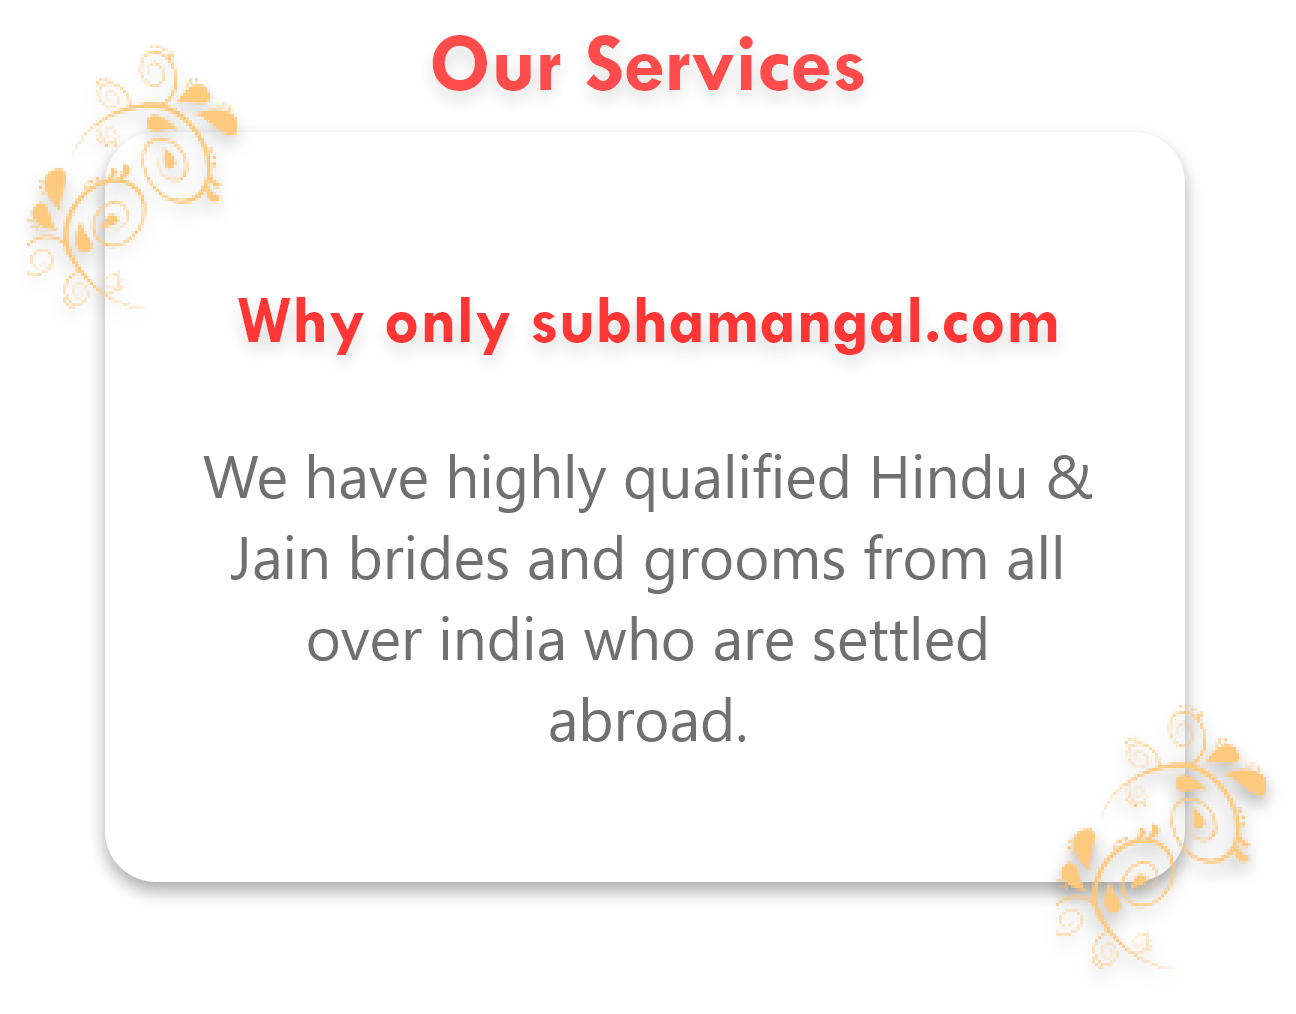 Our Services
Why only subhamangal.com
We have highly qualified Hindu &
Jain brides and grooms from all
over india who are settled
abroad.